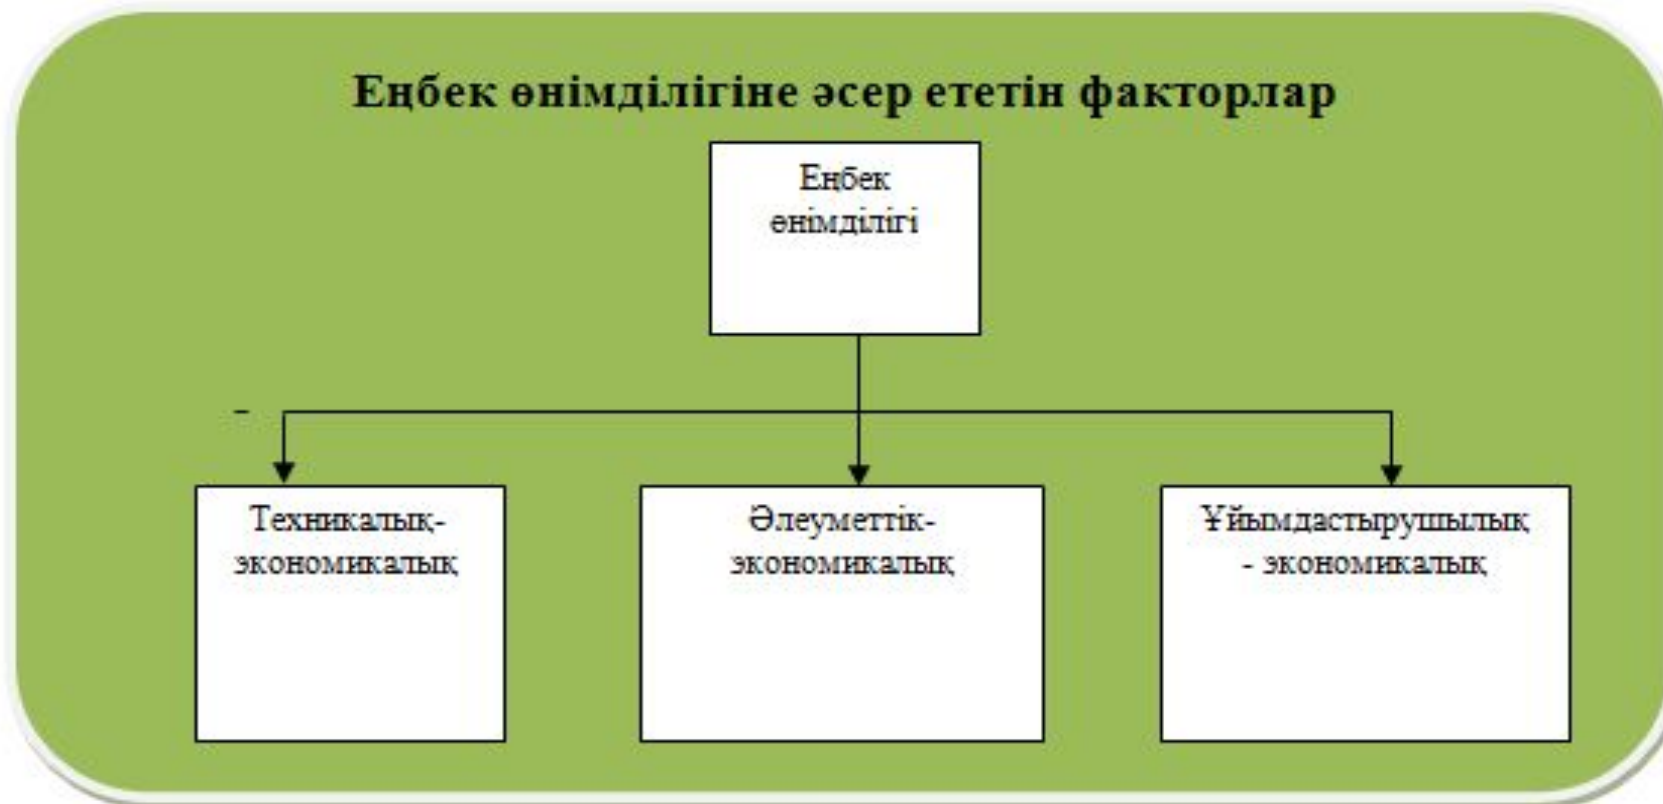 Еңбек өнімділігіне әсер ететін факторлар
Еңбек
өнімділігі
Техникалық-
экономикалық
Әлеуметтік-
экономикалық
Ұйымдастырушылық
- экономикалық